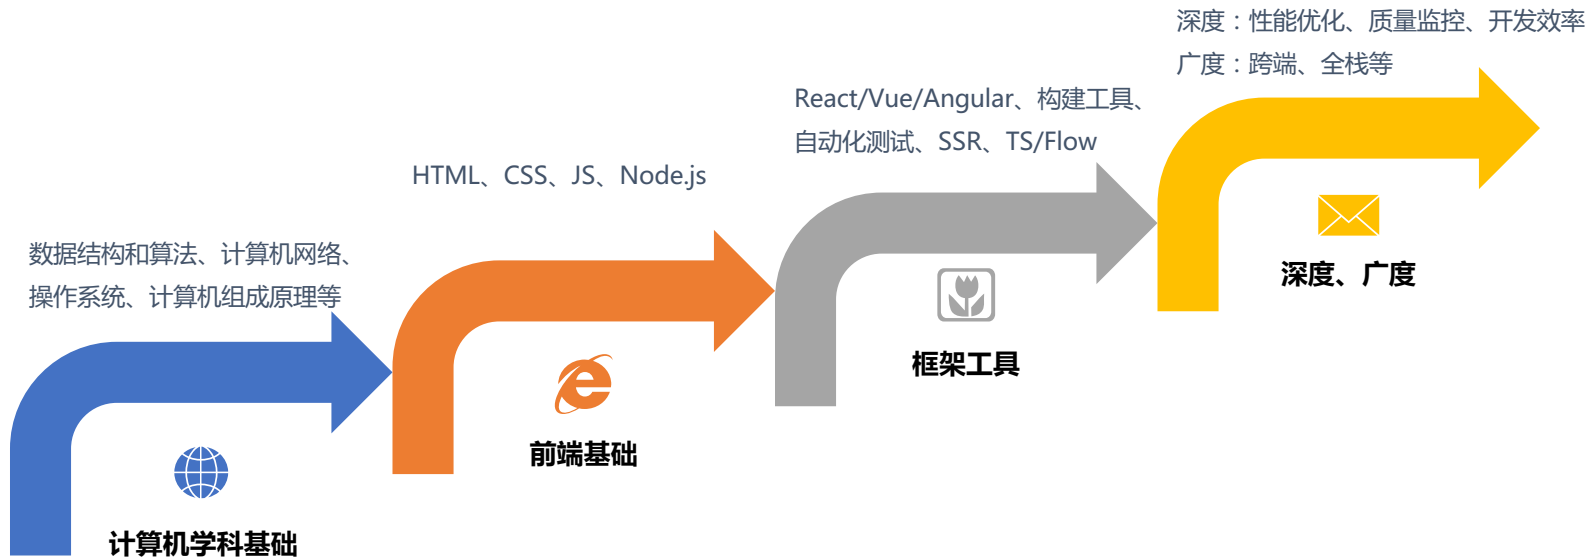 数据结构和算法、计算机网络、
操作系统、计算机组成原理等
计算机学科基础
HTML、CSS、JS、Node.js
前端基础
React/Vue/Angular、构建工具、
自动化测试、SSR、TS/Flow
框架工具
深度：性能优化、质量监控、开发效率
广度：跨端、全栈等
深度、广度